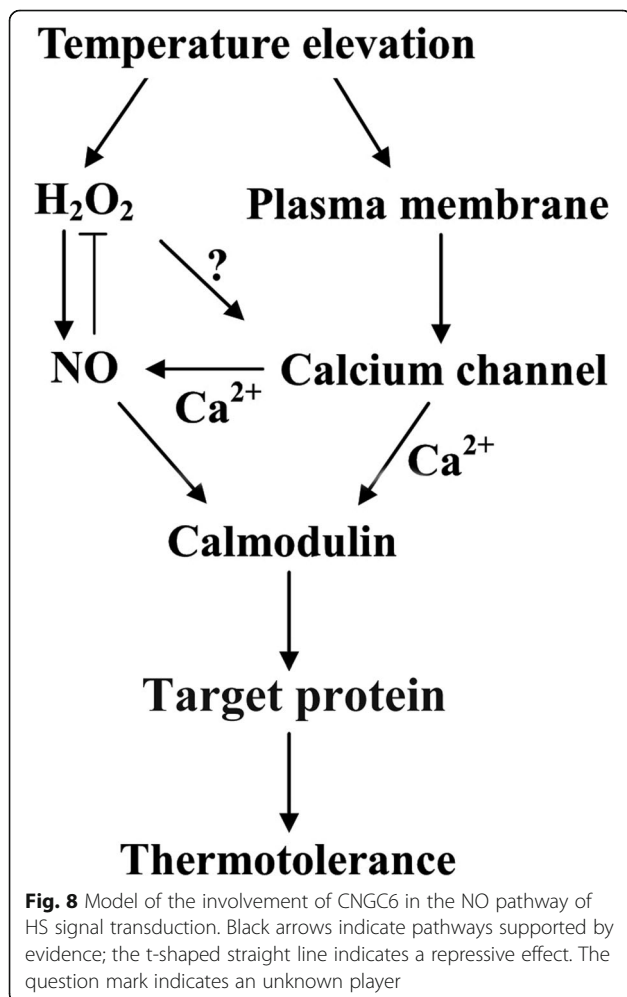 Temperature elevation
H₂O₂
Plasma membrane
?
NO
Calcium channel
Ca²⁺
Ca²⁺
Calmodulin
Target protein
Thermotolerance
Fig. 8 Model of the involvement of CNGC6 in the NO pathway of
HS signal transduction. Black arrows indicate pathways supported by
evidence; the t-shaped straight line indicates a repressive effect. The
question mark indicates an unknown player